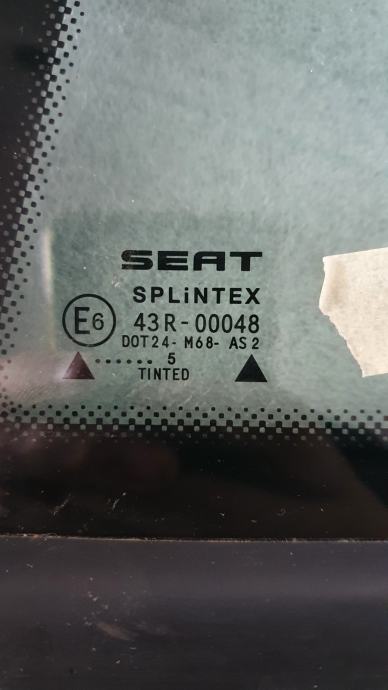 SEAT
SPLiNTEX
E6 43R-00048
DOT24- M68- AS2
...... 5
TINTED